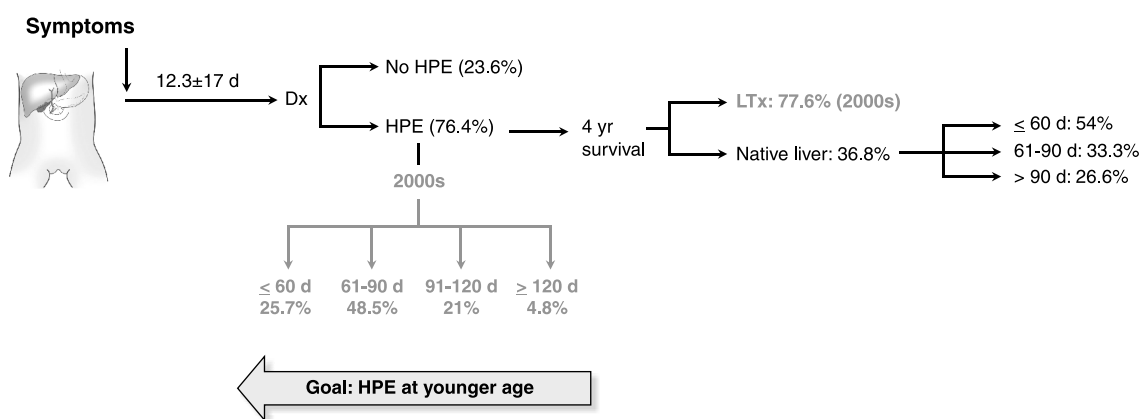 Symptoms
12.3±17 d
Dx
No HPE (23.6%)
HPE (76.4%)
4 yr
survival
LTx: 77.6% (2000s)
Native liver: 36.8%
≤ 60 d: 54%
61-90 d: 33.3%
> 90 d: 26.6%
2000s
≤ 60 d 61-90 d 91-120 d ≥ 120 d
25.7% 48.5% 21% 4.8%
Goal: HPE at younger age